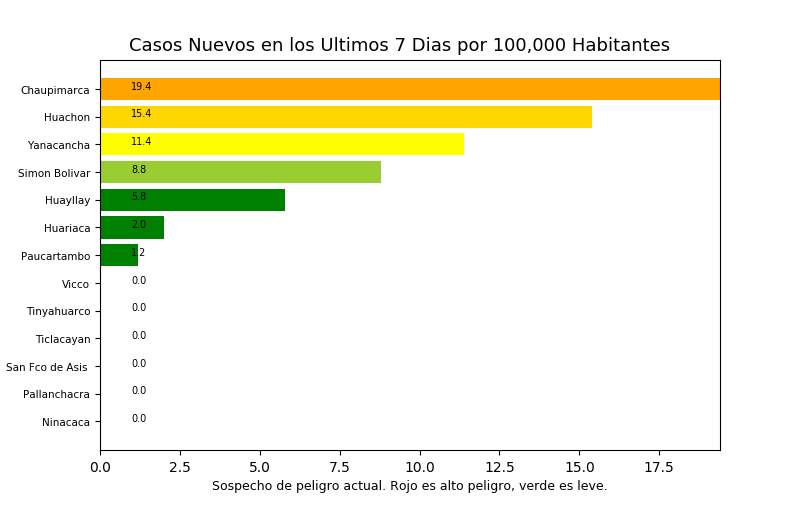 Casos Nuevos en los Ultimos 7 Dias por 100,000 Habitantes
Chaupimarca 19.4
Huachon 15.4
Yanacancha 11.4
Simon Bolivar 8.8
Huayllay 5.8
Huariaca 2.0
Paucartambo 1.2
Vicco 0.0
Tinyahuarco 0.0
Ticlacayan 0.0
San Fco de Asis 0.0
Pallanchacra 0.0
Ninacaca 0.0
0.0 2.5 5.0 7.5 10.0 12.5 15.0 17.5
Sospecho de peligro actual. Rojo es alto peligro, verde es leve.